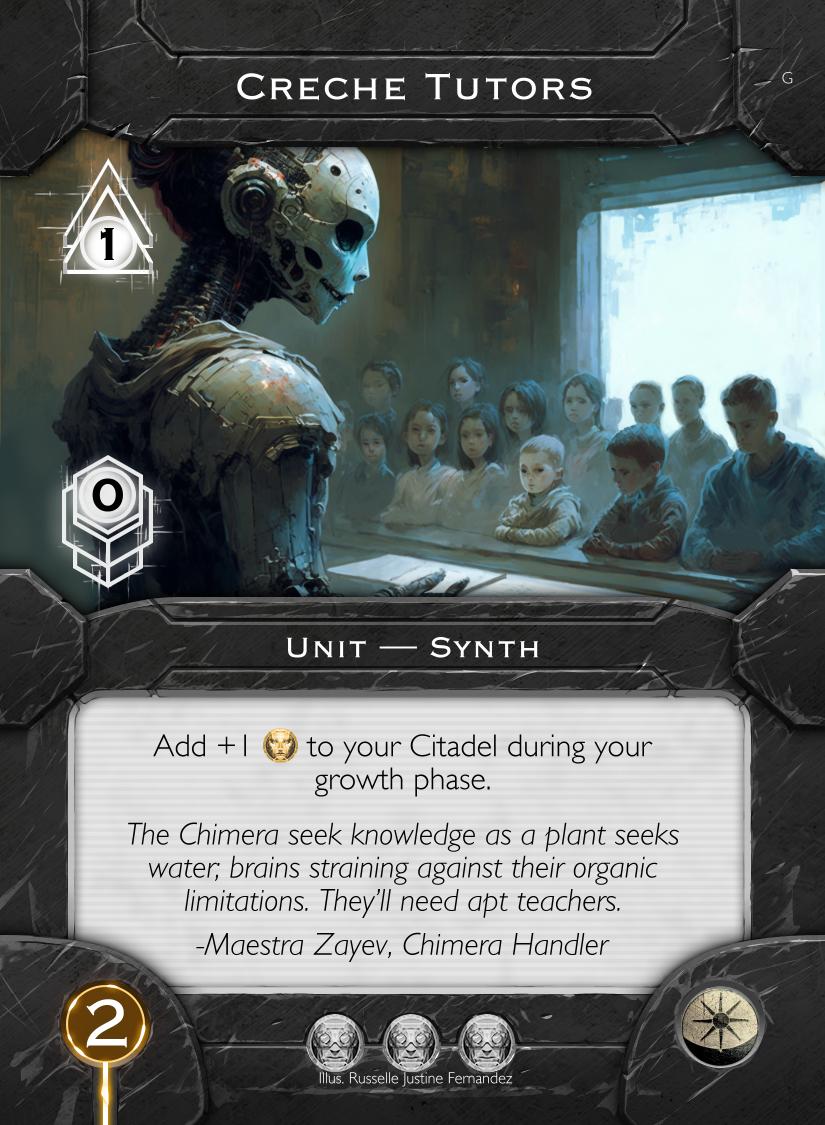 Creche Tutors
G
1
0
Unit — Synth
Add +1 to your Citadel during your
growth phase.
The Chimera seek knowledge as a plant seeks
water; brains straining against their organic
limitations. They'll need apt teachers.
-Maestra Zayev, Chimera Handler
2
Illus. Russelle Justine Fernandez